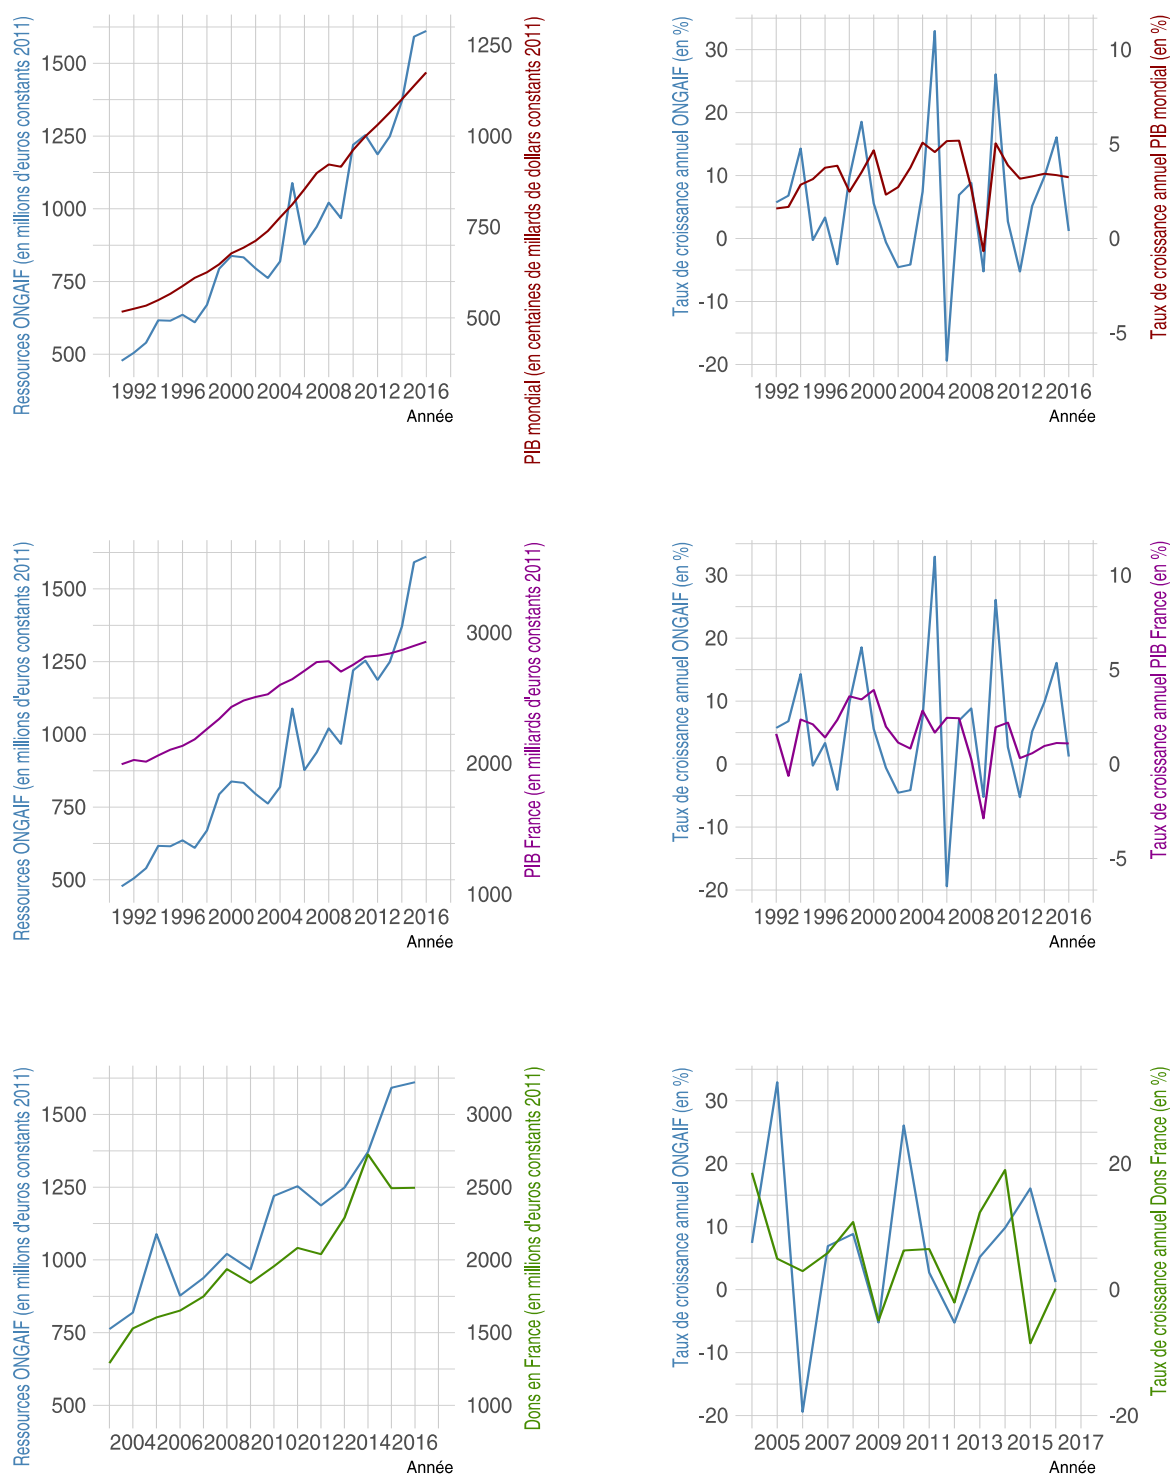 Ressources ONGAIF (en millions d'euros constants 2011)
1500
1250
1000
750
500
1250
1000
750
500
PIB mondial (en centaines de millards de dollars constants 2011)
1992 1996 2000 2004 2008 2012 2016
Année
Taux de croissance annuel ONGAIF (en %)
30
20
10
0
-10
-20
10
5
0
-5
Taux de croissance annuel PIB mondial (en %)
1992 1996 2000 2004 2008 2012 2016
Année
Ressources ONGAIF (en millions d'euros constants 2011)
1500
1250
1000
750
500
3000
2000
1000
PIB France (en milliards d'euros constants 2011)
1992 1996 2000 2004 2008 2012 2016
Année
Taux de croissance annuel ONGAIF (en %)
30
20
10
0
-10
-20
10
5
0
-5
Taux de croissance annuel PIB France (en %)
1992 1996 2000 2004 2008 2012 2016
Année
Ressources ONGAIF (en millions d'euros constants 2011)
1500
1250
1000
750
500
3000
2500
2000
1500
1000
Dons en France (en millions d'euros constants 2011)
2004 2006 2008 2010 2012 2014 2016
Année
Taux de croissance annuel ONGAIF (en %)
30
20
10
0
-10
-20
20
0
-20
Taux de croissance annuel Dons France (en %)
2005 2007 2009 2011 2013 2015 2017
Année